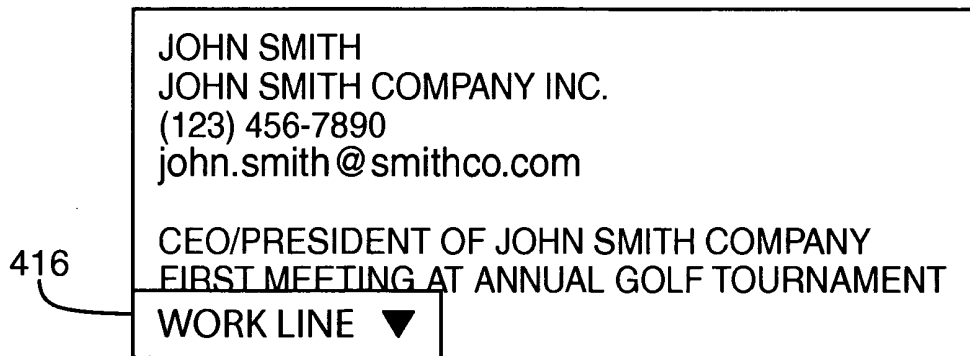 JOHN SMITH
JOHN SMITH COMPANY INC.
(123) 456-7890
john.smith@smithco.com
CEO/PRESIDENT OF JOHN SMITH COMPANY
FIRST MEETING AT ANNUAL GOLF TOURNAMENT
416
WORK LINE ▼